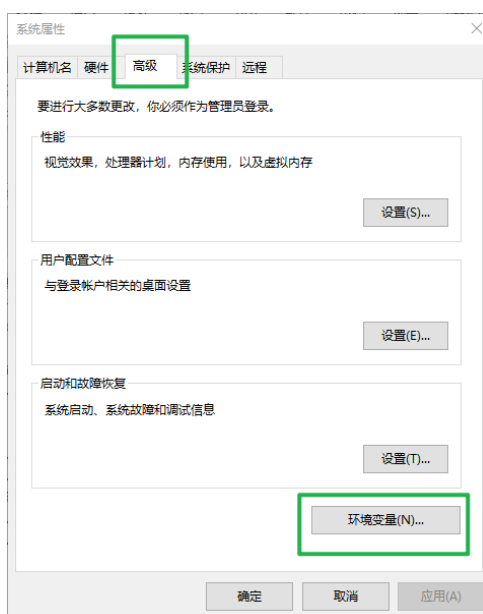 系统属性
计算机名 硬件 高级 系统保护 远程
要进行大多数更改，你必须作为管理员登录。
性能
视觉效果，处理器计划，内存使用，以及虚拟内存
设置(S)...
用户配置文件
与登录帐户相关的桌面设置
设置(E)...
启动和故障恢复
系统启动、系统故障和调试信息
设置(T)...
环境变量(N)...
确定 取消 应用(A)